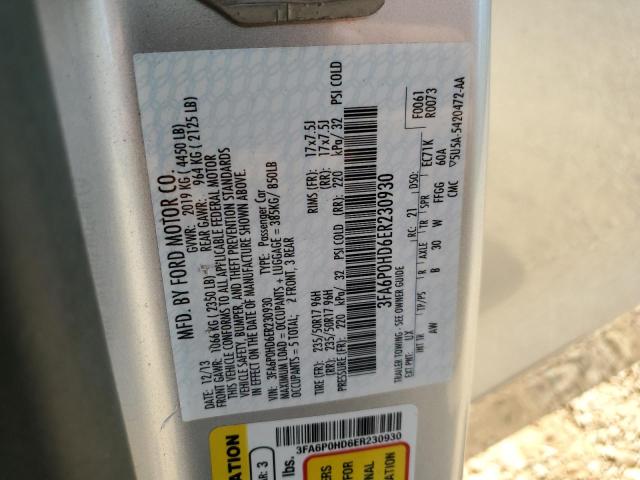 MFD. BY FORD MOTOR CO.
DATE: 12/13 GVWR: 2019 KG (4450 LB)
FRONT GAWR: 1066 KG (2350 LB) REAR GAWR: 964 KG (2125 LB)
THIS VEHICLE CONFORMS TO ALL APPLICABLE FEDERAL MOTOR
VEHICLE SAFETY, BUMPER, AND THEFT PREVENTION STANDARDS
IN EFFECT ON THE DATE OF MANUFACTURE SHOWN ABOVE.
VIN: 3FA6P0HD6ER230930 TYPE: Passenger Car
MAXIMUM LOAD = OCCUPANTS + LUGGAGE = 385KG/ 850LB
OCCUPANTS = 5 TOTAL: 2 FRONT, 3 REAR
TIRE (FR): 235/50R17 96H RIMS (FR): 17x7.5J
(RR): 235/50R17 96H (RR): 17x7.5J
PRESSURE (FR): 220 kPa/ 32 PSI COLD (RR): 220 kPa/ 32 PSI COLD
3FA6P0HD6ER230930
F0061
R0073
TRAILER TOWING - SEE OWNER GUIDE
EXT PNT: UX RC: 21 DSO: EC71K
INT TR TP/PS R AXLE TR SPR 60A
AW B 30 W FFGG CMC
5U5A-5420472-AA
3FA6P0HD6ER230930
AR: 3
lbs.